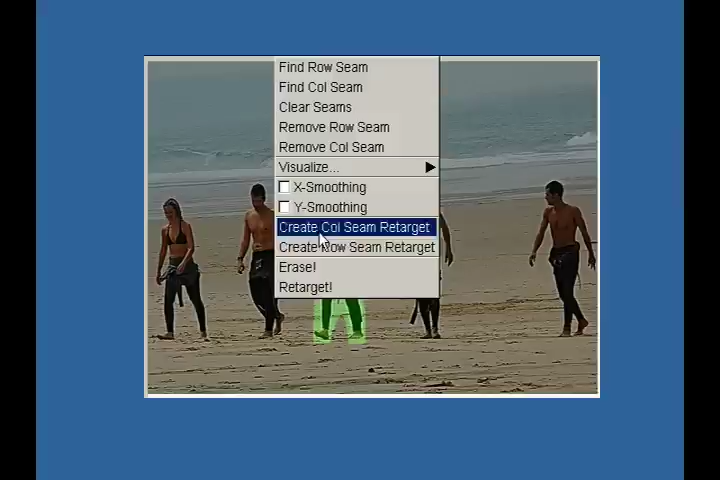 Find Row Seam
Find Col Seam
Clear Seams
Remove Row Seam
Remove Col Seam
Visualize...
X-Smoothing
Y-Smoothing
Create Col Seam Retarget
Create Row Seam Retarget
Erase!
Retarget!